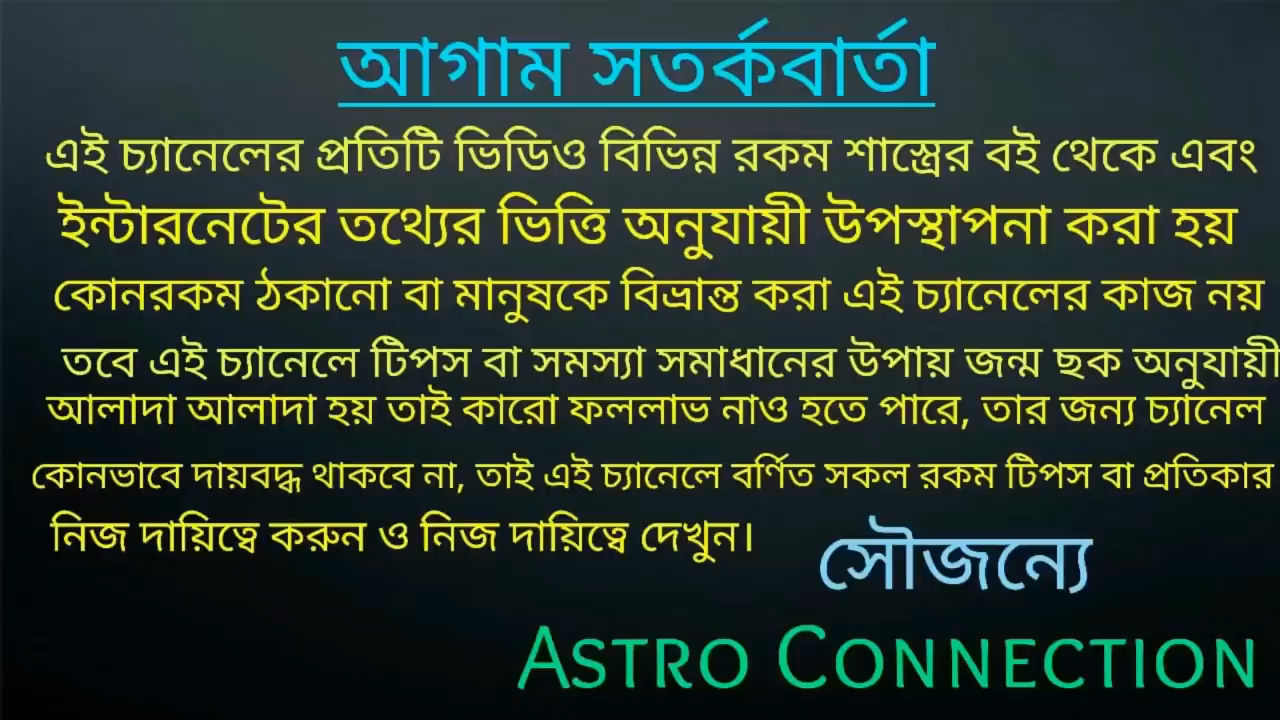 আগাম সতর্কবার্তা
এই চ্যানেলের প্রতিটি ভিডিও বিভিন্ন রকম শাস্ত্রের বই থেকে এবং
ইন্টারনেটের তথ্যের ভিত্তি অনুযায়ী উপস্থাপনা করা হয়
কোনরকম ঠকানো বা মানুষকে বিভ্রান্ত করা এই চ্যানেলের কাজ নয়
তবে এই চ্যানেলে টিপস বা সমস্যা সমাধানের উপায় জন্ম ছক অনুযায়ী
আলাদা আলাদা হয় তাই কারো ফললাভ নাও হতে পারে, তার জন্য চ্যানেল
কোনভাবে দায়বদ্ধ থাকবে না, তাই এই চ্যানেলে বর্ণিত সকল রকম টিপস বা প্রতিকার
নিজ দায়িত্বে করুন ও নিজ দায়িত্বে দেখুন।
সৌজন্যে
ASTRO CONNECTION